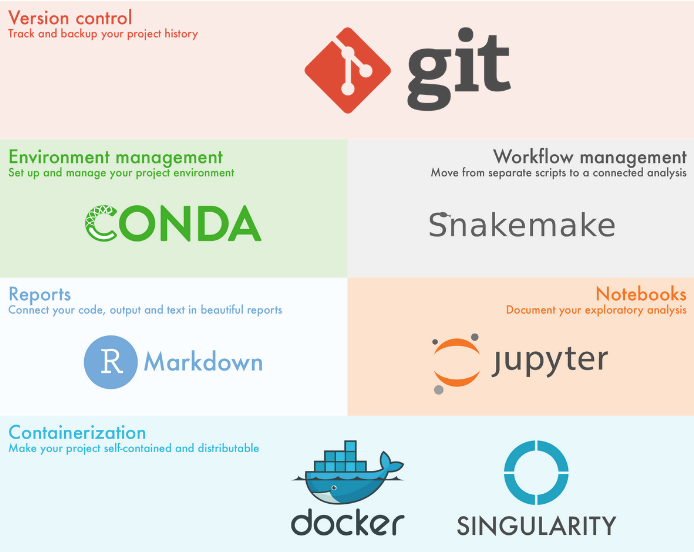 Version control
Track and backup your project history
git
Environment management
Set up and manage your project environment
CONDA
Workflow management
Move from separate scripts to a connected analysis
Snakemake
Reports
Connect your code, output and text in beautiful reports
R Markdown
Notebooks
Document your exploratory analysis
jupyter
Containerization
Make your project self-contained and distributable
docker
SINGULARITY